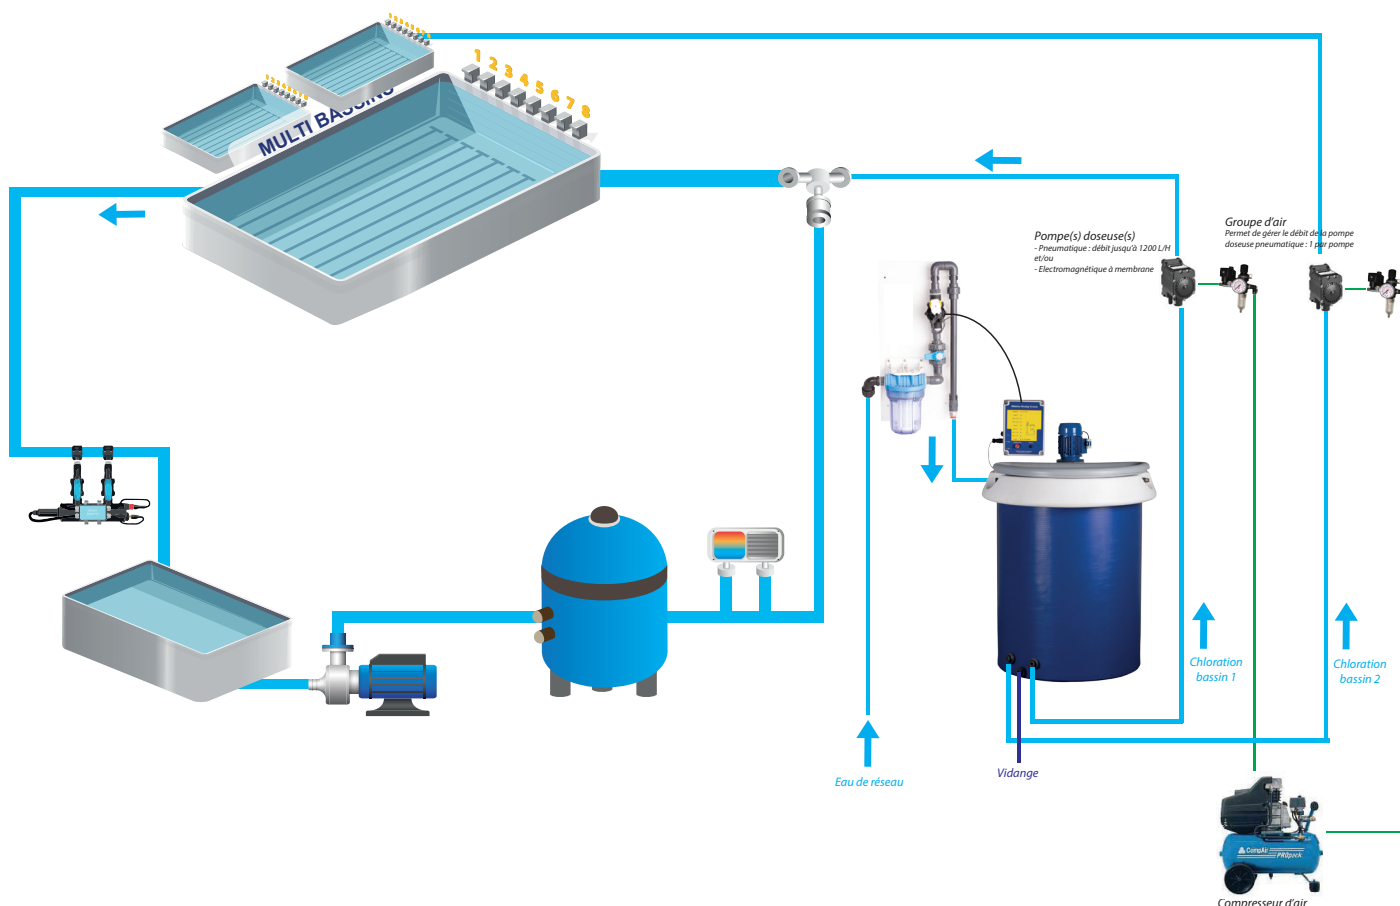 1 2 3 4 5 6 7 8
MULTI BASSINS
Pompe(s) doseuse(s)
- Pneumatique : débit jusqu'à 1200 L/H
et/ou
- Electromagnétique à membrane
Groupe d'air
Permet de gérer le débit de la pompe
doseuse pneumatique : 1 par pompe
Chloration
bassin 1
Chloration
bassin 2
Eau de réseau
Vidange
CompAir
PROpack
Compresseur d'air